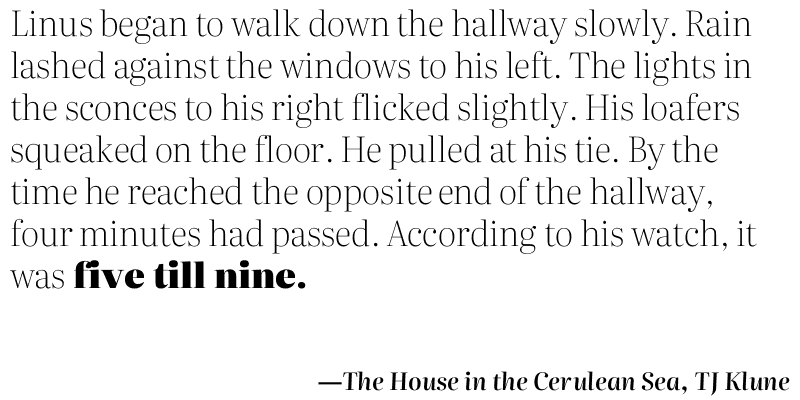 Linus began to walk down the hallway slowly. Rain
lashed against the windows to his left. The lights in
the sconces to his right flicked slightly. His loafers
squeaked on the floor. He pulled at his tie. By the
time he reached the opposite end of the hallway,
four minutes had passed. According to his watch, it
was five till nine.
—The House in the Cerulean Sea, TJ Klune